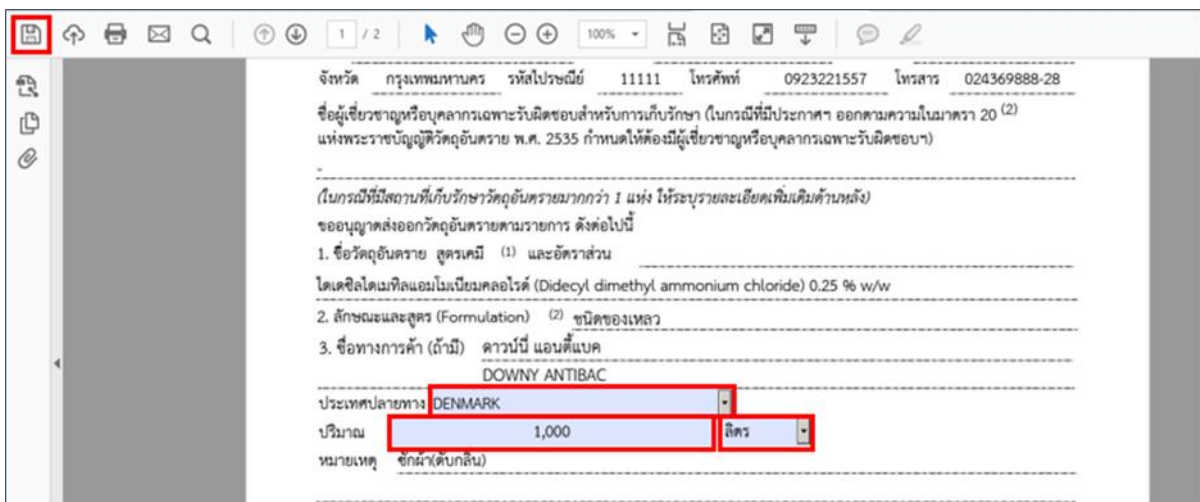 1 / 2 100%
จังหวัด กรุงเทพมหานคร รหัสไปรษณีย์ 11111 โทรศัพท์ 0923221557 โทรสาร 024369888-28
ชื่อผู้เชี่ยวชาญหรือบุคลากรเฉพาะรับผิดชอบสำหรับการเก็บรักษา (ในกรณีที่มีประกาศฯ ออกตามความในมาตรา 20 (2)
แห่งพระราชบัญญัติวัตถุอันตราย พ.ศ. 2535 กำหนดให้ต้องมีผู้เชี่ยวชาญหรือบุคลากรเฉพาะรับผิดชอบฯ)
-
(ในกรณีที่มีสถานที่เก็บรักษาวัตถุอันตรายมากกว่า 1 แห่ง ให้ระบุรายละเอียดเพิ่มเติมด้านหลัง)
ขออนุญาตส่งออกวัตถุอันตรายตามรายการ ดังต่อไปนี้
1. ชื่อวัตถุอันตราย สูตรเคมี (1) และอัตราส่วน
ไดเดซิลไดเมทิลแอมโมเนียมคลอไรด์ (Didecyl dimethyl ammonium chloride) 0.25 % w/w
2. ลักษณะและสูตร (Formulation) (2) ชนิดของเหลว
3. ชื่อทางการค้า (ถ้ามี) ดาวน์นี่ แอนตี้แบค
DOWNY ANTIBAC
ประเทศปลายทาง DENMARK
ปริมาณ 1,000 ลิตร
หมายเหตุ ซักผ้า(ดับกลิ่น)